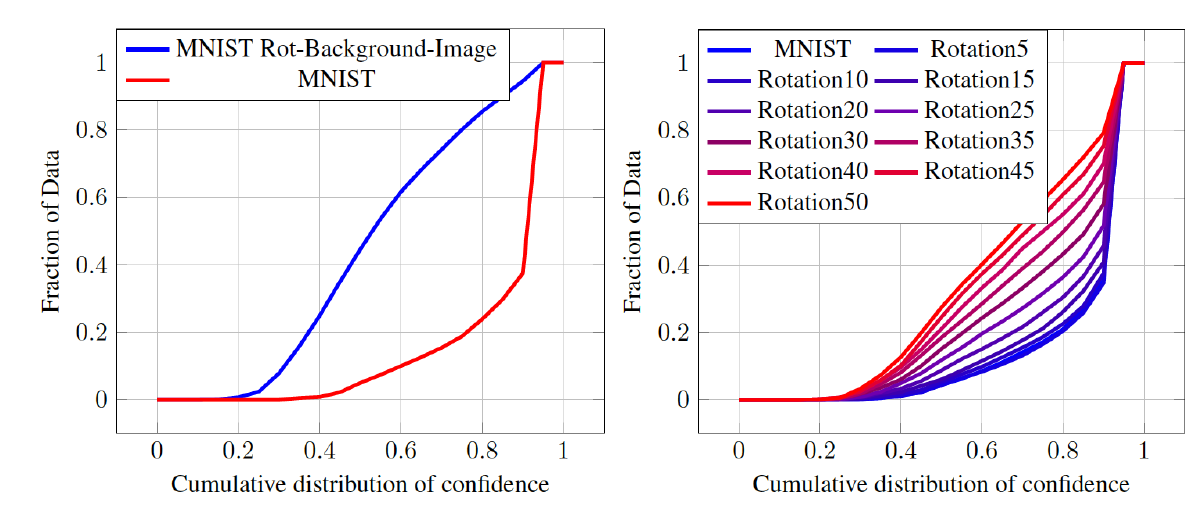 MNIST Rot-Background-Image
MNIST
1
0.8
0.6
0.4
0.2
0
Fraction of Data
0 0.2 0.4 0.6 0.8 1
Cumulative distribution of confidence
MNIST Rotation5
Rotation10 Rotation15
Rotation20 Rotation25
Rotation30 Rotation35
Rotation40 Rotation45
Rotation50
1
0.8
0.6
0.4
0.2
0
Fraction of Data
0 0.2 0.4 0.6 0.8 1
Cumulative distribution of confidence